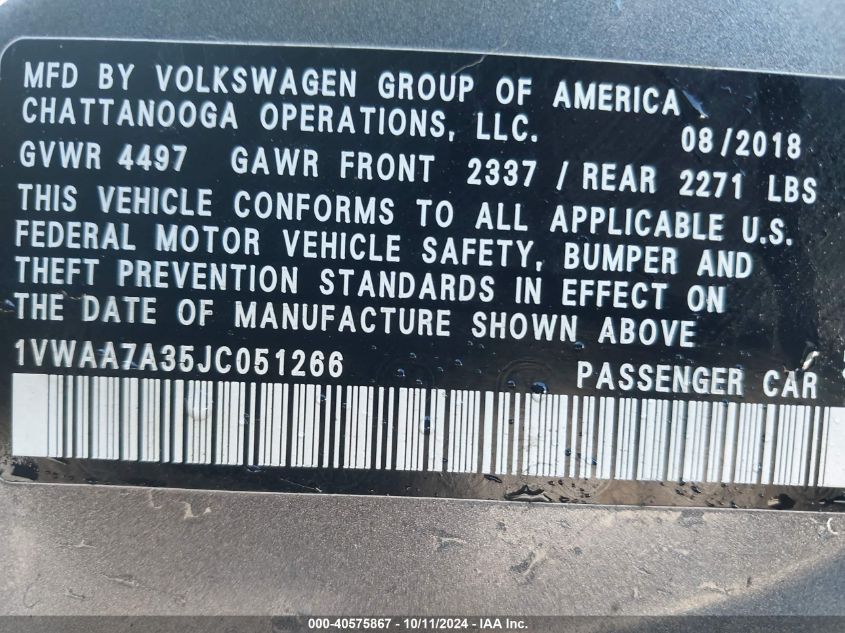 MFD BY VOLKSWAGEN GROUP OF AMERICA
CHATTANOOGA OPERATIONS, LLC. 08/2018
GVWR 4497 GAWR FRONT 2337 / REAR 2271 LBS
THIS VEHICLE CONFORMS TO ALL APPLICABLE U.S.
FEDERAL MOTOR VEHICLE SAFETY, BUMPER AND
THEFT PREVENTION STANDARDS IN EFFECT ON
THE DATE OF MANUFACTURE SHOWN ABOVE
1VWAA7A35JC051266 PASSENGER CAR
000-40575867 - 10/11/2024 - IAA Inc.